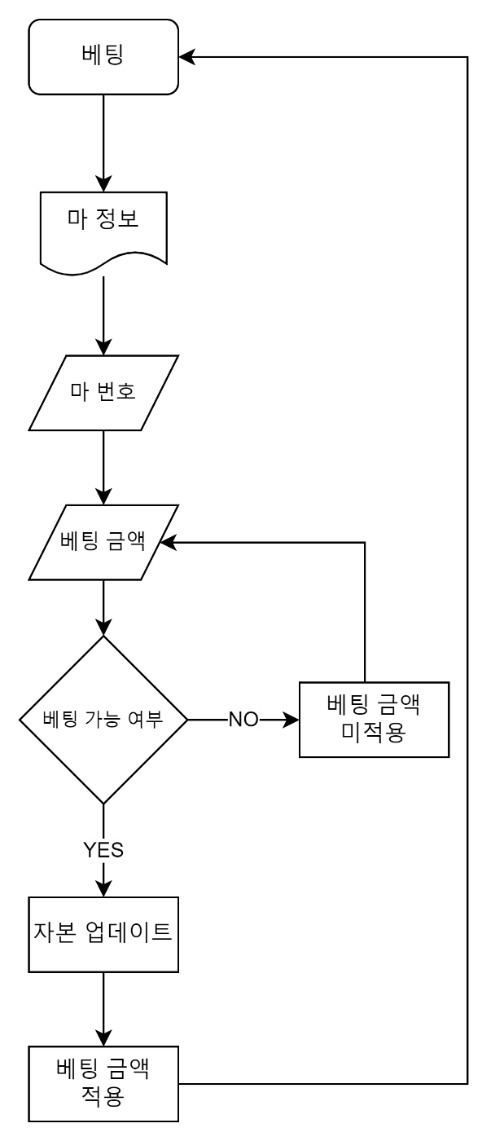 베팅
마 정보
마 번호
베팅 금액
베팅 가능 여부
NO
베팅 금액
미적용
YES
자본 업데이트
베팅 금액
적용